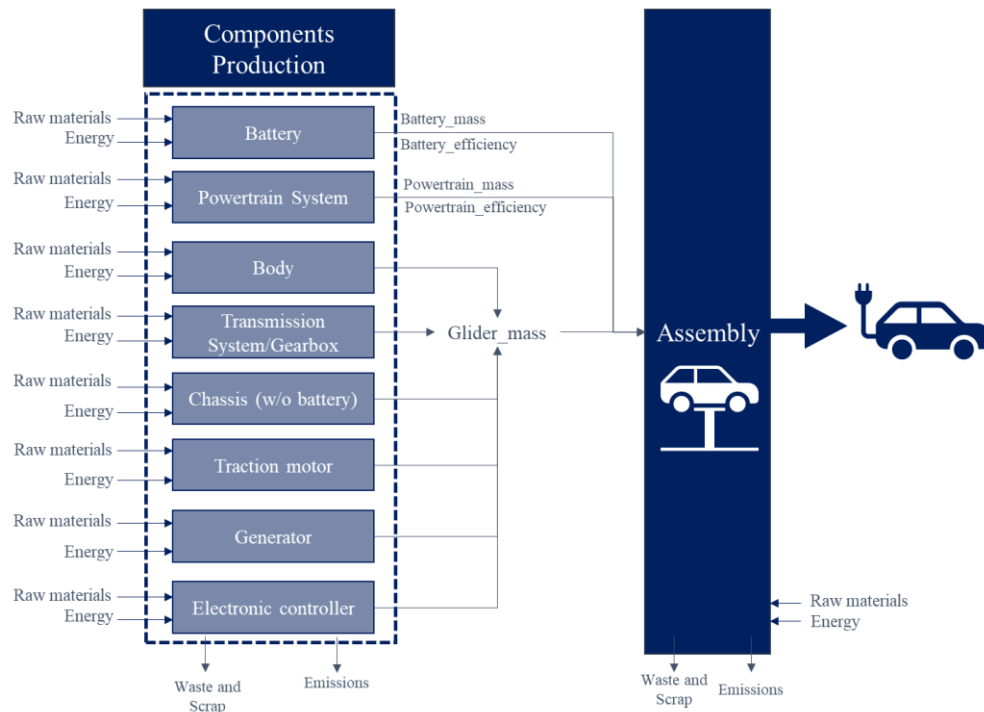 Components
Production
Raw materials
Energy
Battery
Battery_mass
Battery_efficiency
Raw materials
Energy
Powertrain System
Powertrain_mass
Powertrain_efficiency
Raw materials
Energy
Body
Raw materials
Energy
Transmission
System/Gearbox
Glider_mass
Assembly
Raw materials
Energy
Chassis (w/o battery)
Raw materials
Energy
Traction motor
Raw materials
Energy
Generator
Raw materials
Energy
Electronic controller
Raw materials
Energy
Waste and
Scrap
Emissions
Waste and
Scrap
Emissions